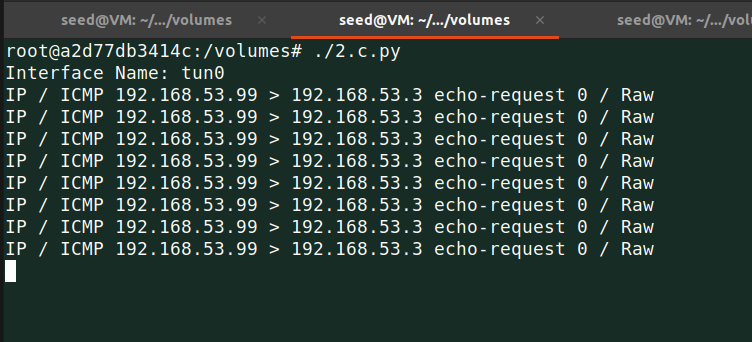 seed@VM: ~/.../volumes × seed@VM: ~/.../volumes × seed@VM: ~/.../vol
root@a2d77db3414c:/volumes# ./2.c.py
Interface Name: tun0
IP / ICMP 192.168.53.99 > 192.168.53.3 echo-request 0 / Raw
IP / ICMP 192.168.53.99 > 192.168.53.3 echo-request 0 / Raw
IP / ICMP 192.168.53.99 > 192.168.53.3 echo-request 0 / Raw
IP / ICMP 192.168.53.99 > 192.168.53.3 echo-request 0 / Raw
IP / ICMP 192.168.53.99 > 192.168.53.3 echo-request 0 / Raw
IP / ICMP 192.168.53.99 > 192.168.53.3 echo-request 0 / Raw
IP / ICMP 192.168.53.99 > 192.168.53.3 echo-request 0 / Raw
IP / ICMP 192.168.53.99 > 192.168.53.3 echo-request 0 / Raw